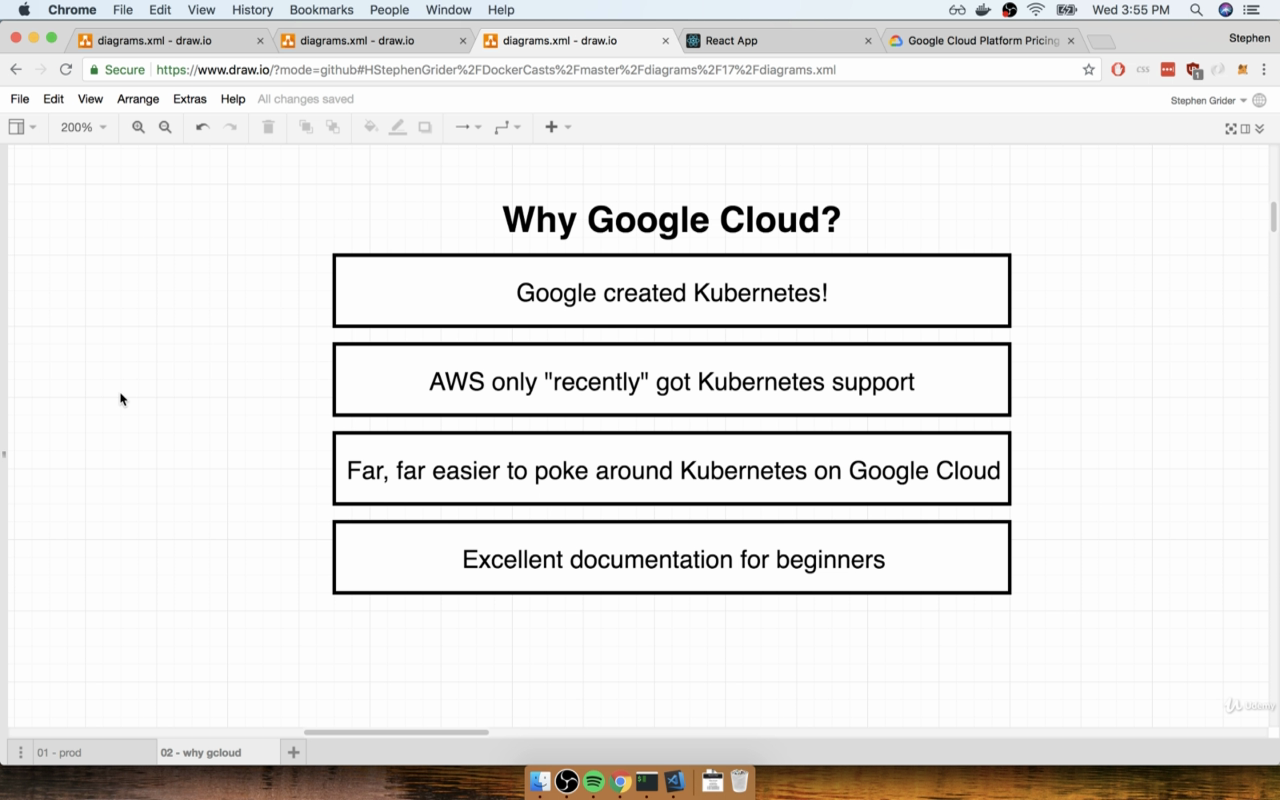 Chrome File Edit View History Bookmarks People Window Help Wed 3:55 PM
diagrams.xml - draw.io diagrams.xml - draw.io diagrams.xml - draw.io React App Google Cloud Platform Pricing Stephen
Secure https://www.draw.io/?mode=github#HStephenGrider%2FDockerCasts%2Fmaster%2Fdiagrams%2F17%2Fdiagrams.xml CSS 1
File Edit View Arrange Extras Help All changes saved Stephen Grider
200%
Why Google Cloud?
Google created Kubernetes!
AWS only "recently" got Kubernetes support
Far, far easier to poke around Kubernetes on Google Cloud
Excellent documentation for beginners
Udemy
01 - prod 02 - why gcloud